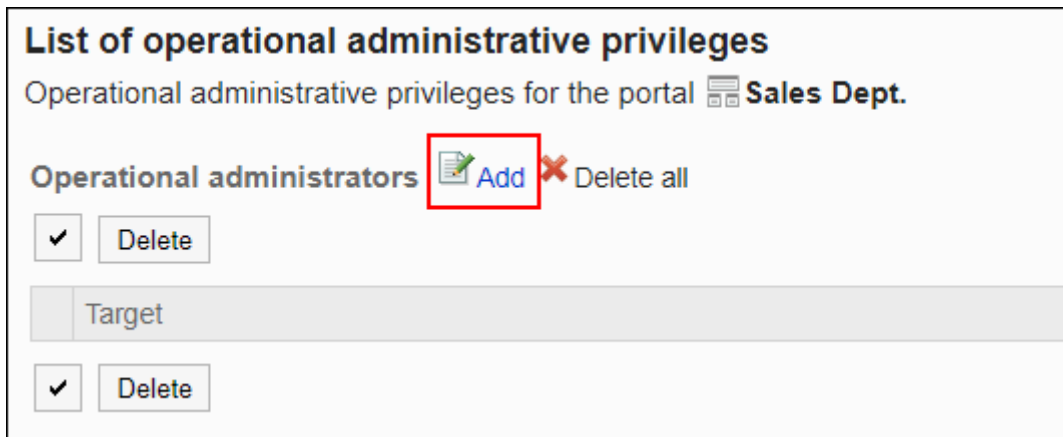 List of operational administrative privileges
Operational administrative privileges for the portal Sales Dept.
Operational administrators Add Delete all
Delete
Target
Delete